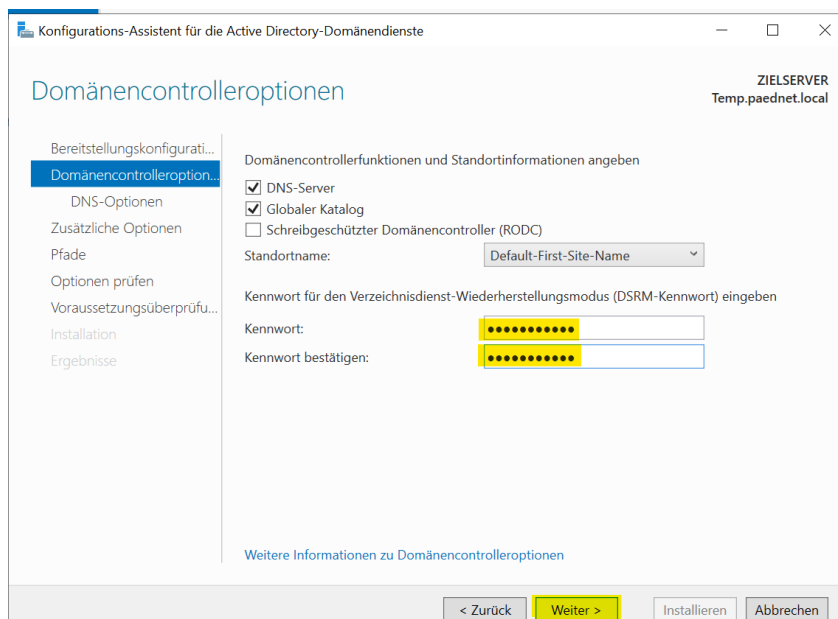 Konfigurations-Assistent für die Active Directory-Domänendienste
Domänencontrolleroptionen
ZIELSERVER
Temp.paednet.local
Bereitstellungskonfigurati...
Domänencontrolleroption...
DNS-Optionen
Zusätzliche Optionen
Pfade
Optionen prüfen
Voraussetzungsüberprüfu...
Installation
Ergebnisse
Domänencontrollerfunktionen und Standortinformationen angeben
DNS-Server
Globaler Katalog
Schreibgeschützter Domänencontroller (RODC)
Standortname: Default-First-Site-Name
Kennwort für den Verzeichnisdienst-Wiederherstellungsmodus (DSRM-Kennwort) eingeben
Kennwort: ●●●●●●●●●●●
Kennwort bestätigen: ●●●●●●●●●●●
Weitere Informationen zu Domänencontrolleroptionen
< Zurück Weiter > Installieren Abbrechen